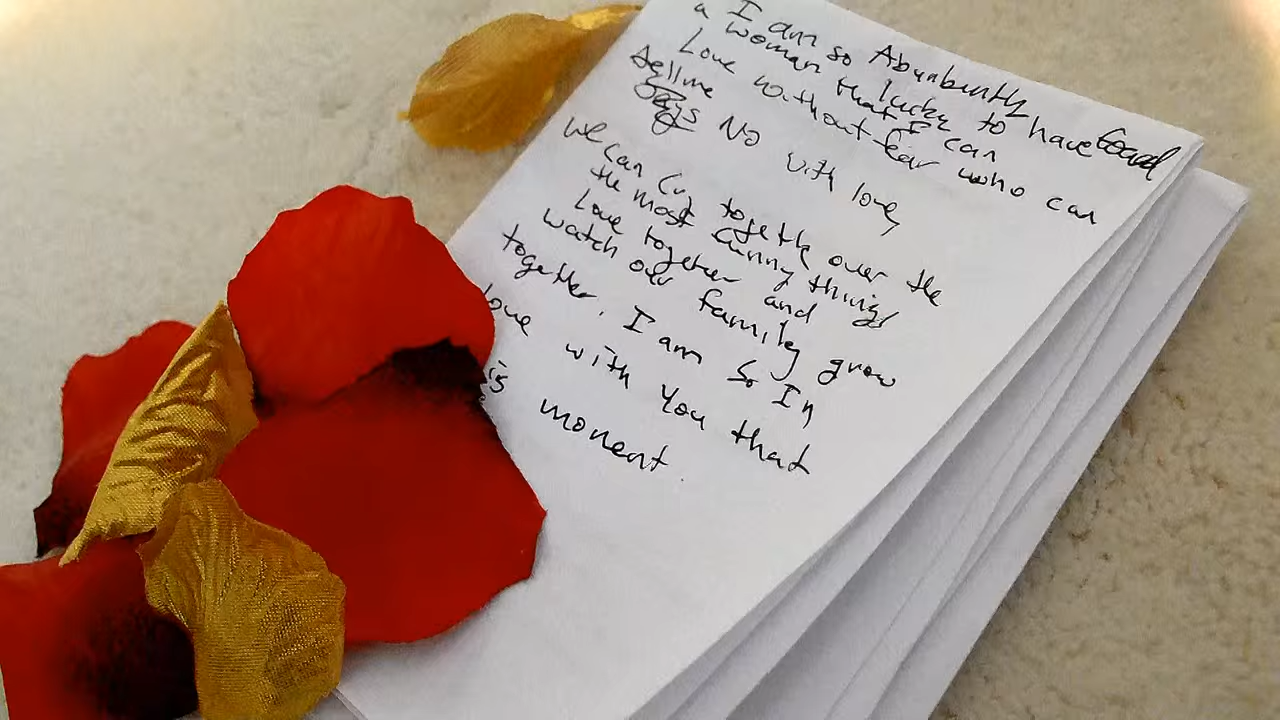 I am so Abunbuntly
lucky to have found
a woman that I can
Love without fear who can
tell me
No with love
we can cry together over the
the most funny things
Love together and
watch our family grow
together. I am so In
love with you that
is moment.